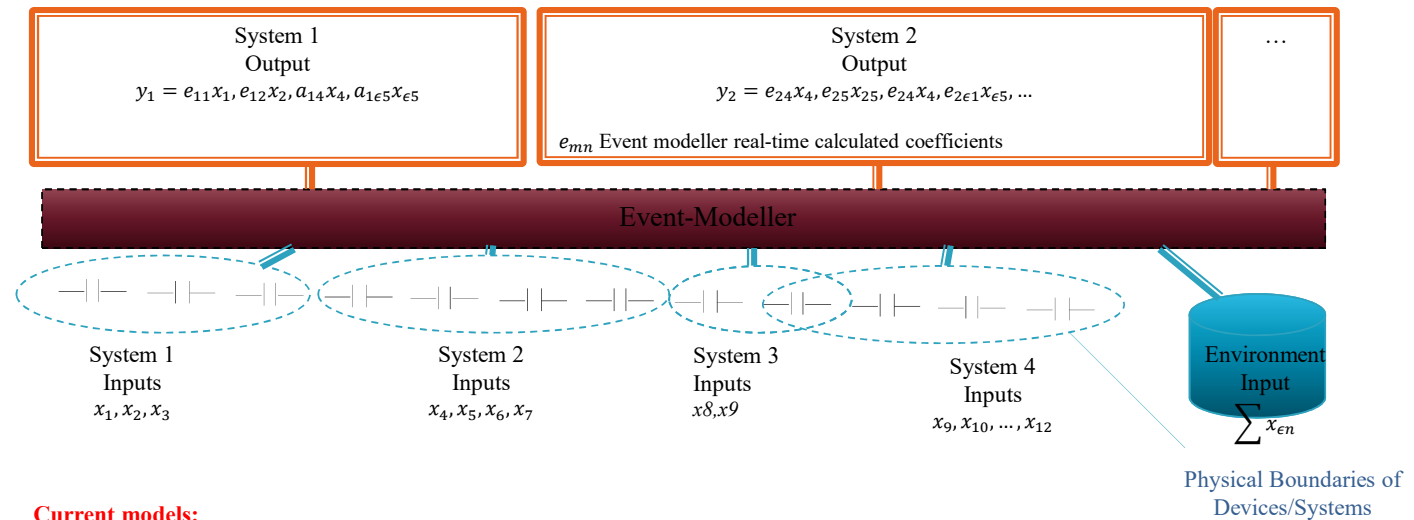 System 1
Output
y₁ = e₁₁x₁, e₁₂x₂, a₁₄x₄, a₁ϵ₅xϵ₅
System 2
Output
y₂ = e₂₄x₄, e₂₅x₂₅, e₂₄x₄, e₂ϵ₁xϵ₅, …
eₘₙ Event modeller real-time calculated coefficients
…
Event-Modeller
System 1
Inputs
x₁, x₂, x₃
System 2
Inputs
x₄, x₅, x₆, x₇
System 3
Inputs
x8,x9
System 4
Inputs
x₉, x₁₀, … , x₁₂
Environment
Input
∑ xϵₙ
Physical Boundaries of
Devices/Systems
Current models: